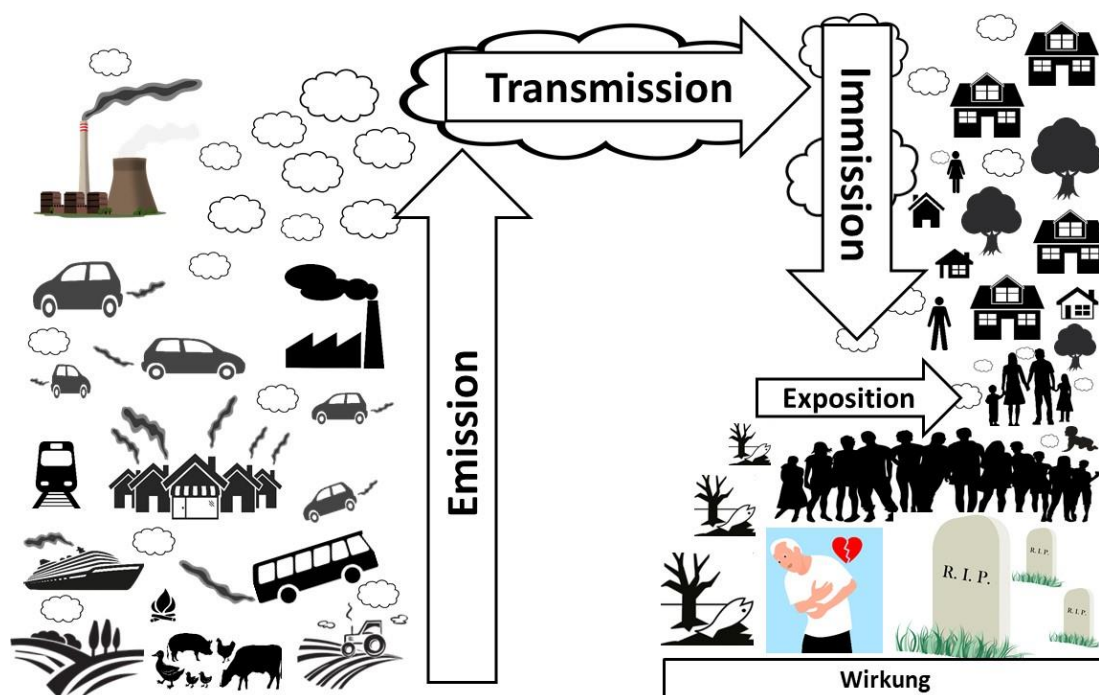 Emission
Transmission
Immission
Exposition
R. I. P.
R. I. P.
R. I. P.
Wirkung